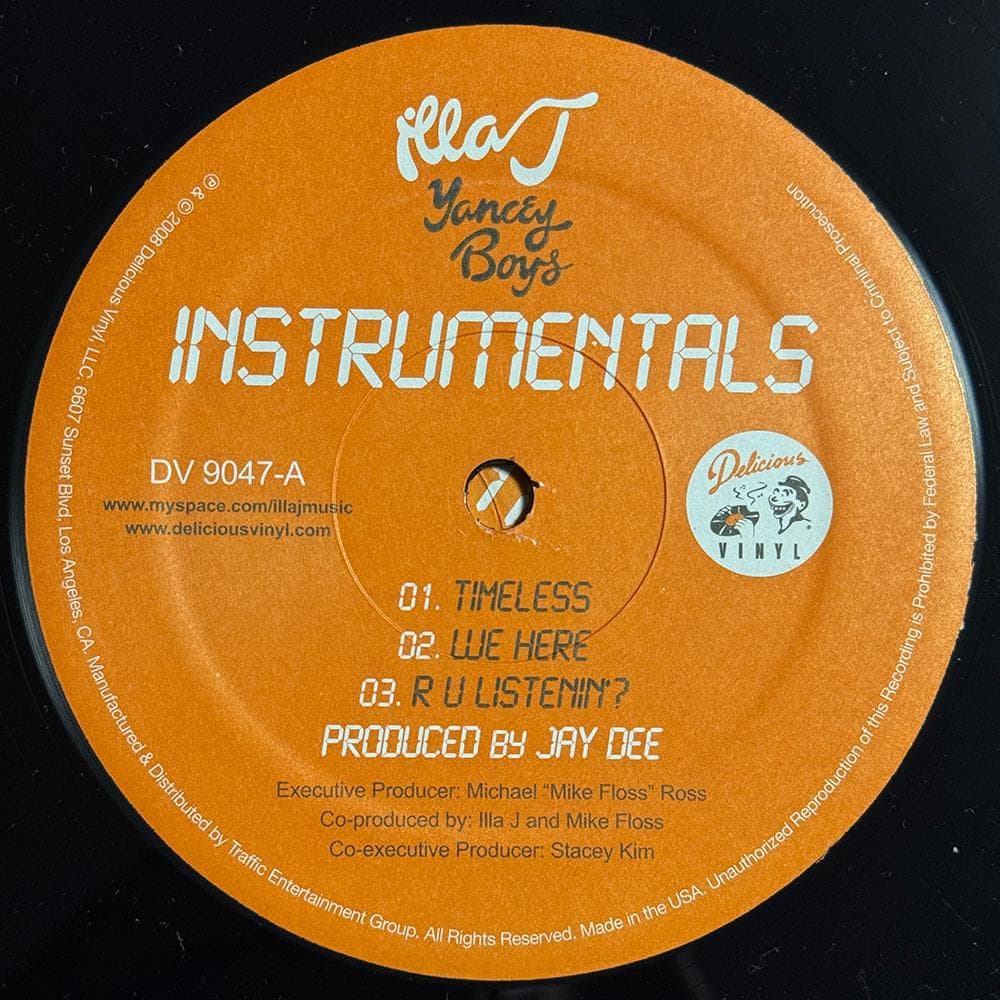 illa J
Yancey
Boys
INSTRUMENTALS
DV 9047-A
www.myspace.com/illajmusic
www.deliciousvinyl.com
Delicious
VINYL
01. TIMELESS
02. WE HERE
03. R U LISTENIN'?
PRODUCED BY JAY DEE
Executive Producer: Michael “Mike Floss” Ross
Co-produced by: Illa J and Mike Floss
Co-executive Producer: Stacey Kim
℗ & © 2008 Delicious Vinyl, LLC 6607 Sunset Blvd, Los Angeles, CA. Manufactured & Distributed by Traffic Entertainment Group. All Rights Reserved. Made in the USA. Unauthorized Reproduction of this Recording is Prohibited by Federal Law and Subject to Criminal Prosecution